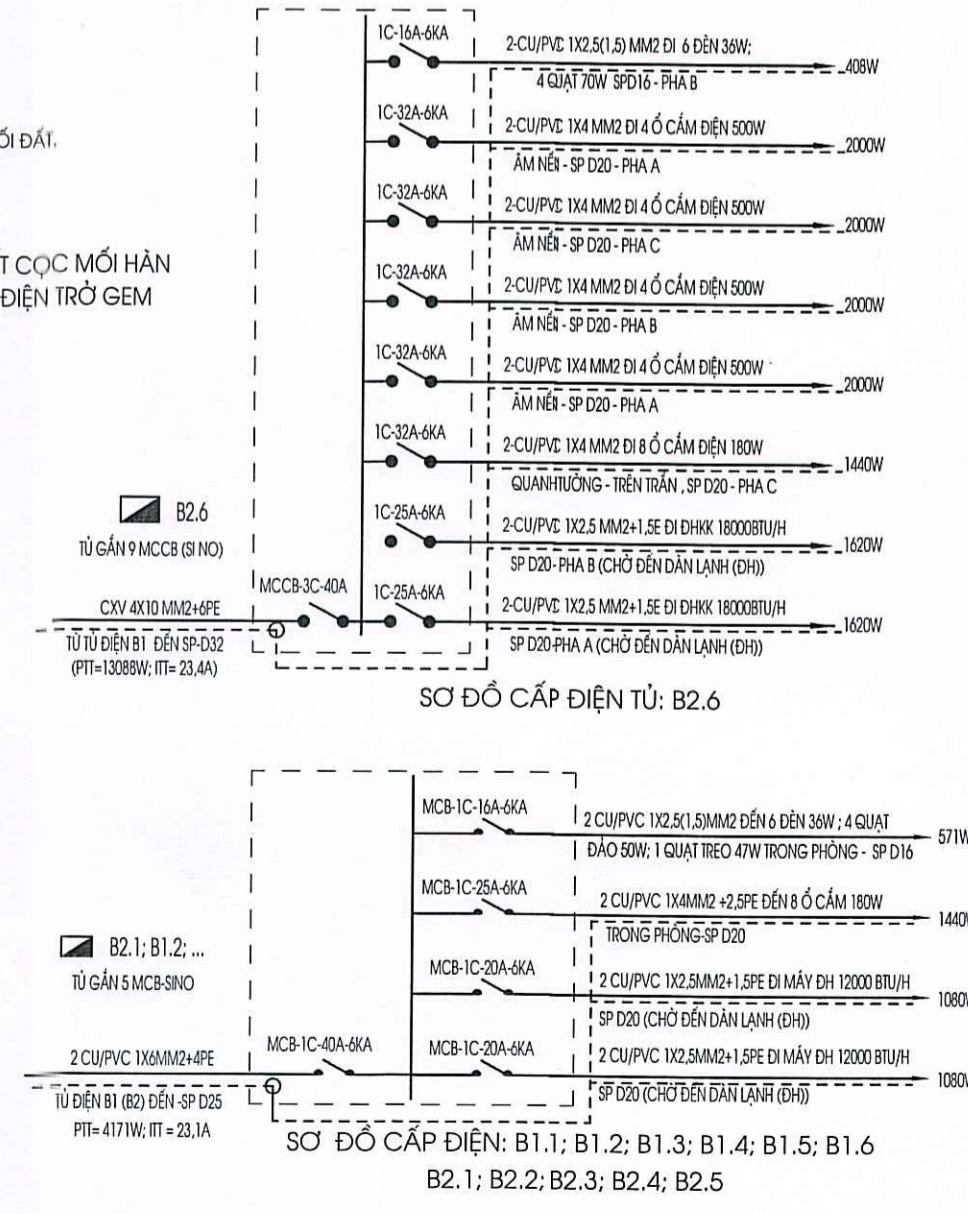 ỐI ĐẤT.
T CỌC MỐI HÀN
ĐIỆN TRỞ GEM
1C-16A-6KA
2-CU/PVC 1X2,5(1,5) MM2 ĐI 6 ĐÈN 36W;
4 QUẠT 70W SPD16 - PHA B
408W
1C-32A-6KA
2-CU/PVC 1X4 MM2 ĐI 4 Ổ CẮM ĐIỆN 500W
ÂM NỀN - SP D20 - PHA A
2000W
1C-32A-6KA
2-CU/PVC 1X4 MM2 ĐI 4 Ổ CẮM ĐIỆN 500W
ÂM NỀN - SP D20 - PHA C
2000W
1C-32A-6KA
2-CU/PVC 1X4 MM2 ĐI 4 Ổ CẮM ĐIỆN 500W
ÂM NỀN - SP D20 - PHA B
2000W
1C-32A-6KA
2-CU/PVC 1X4 MM2 ĐI 4 Ổ CẮM ĐIỆN 500W
ÂM NỀN - SP D20 - PHA A
2000W
1C-32A-6KA
2-CU/PVC 1X4 MM2 ĐI 8 Ổ CẮM ĐIỆN 180W
QUANH TƯỜNG - TRÊN TRẦN , SP D20 - PHA C
1440W
1C-25A-6KA
2-CU/PVC 1X2,5 MM2+1,5E ĐI ĐHKK 18000BTU/H
SP D20-PHA B (CHỜ ĐẾN DÀN LẠNH (ĐH))
1620W
1C-25A-6KA
2-CU/PVC 1X2,5 MM2+1,5E ĐI ĐHKK 18000BTU/H
SP D20-PHA A (CHỜ ĐẾN DÀN LẠNH (ĐH))
1620W
B2.6
TỦ GẮN 9 MCCB (SI NO)
MCCB-3C-40A
CXV 4X10 MM2+6PE
TỪ TỦ ĐIỆN B1 ĐẾN SP-D32
(PTT=13088W; ITT= 23,4A)
SƠ ĐỒ CẤP ĐIỆN TỦ: B2.6
MCB-1C-16A-6KA
2 CU/PVC 1X2,5(1,5)MM2 ĐẾN 6 ĐÈN 36W ; 4 QUẠT
ĐẢO 50W; 1 QUẠT TREO 47W TRONG PHÒNG - SP D16
571W
MCB-1C-25A-6KA
2 CU/PVC 1X4MM2 +2,5PE ĐẾN 8 Ổ CẮM 180W
TRONG PHÒNG-SP D20
1440W
MCB-1C-20A-6KA
2 CU/PVC 1X2,5MM2+1,5PE ĐI MÁY ĐH 12000 BTU/H
SP D20 (CHỜ ĐẾN DÀN LẠNH (ĐH))
1080W
MCB-1C-20A-6KA
2 CU/PVC 1X2,5MM2+1,5PE ĐI MÁY ĐH 12000 BTU/H
SP D20 (CHỜ ĐẾN DÀN LẠNH (ĐH))
1080W
B2.1; B1.2; ...
TỦ GẮN 5 MCB-SINO
MCB-1C-40A-6KA
2 CU/PVC 1X6MM2+4PE
TỦ ĐIỆN B1 (B2) ĐẾN -SP D25
PTT= 4171W; ITT = 23,1A
SƠ ĐỒ CẤP ĐIỆN: B1.1; B1.2; B1.3; B1.4; B1.5; B1.6
B2.1; B2.2; B2.3; B2.4; B2.5